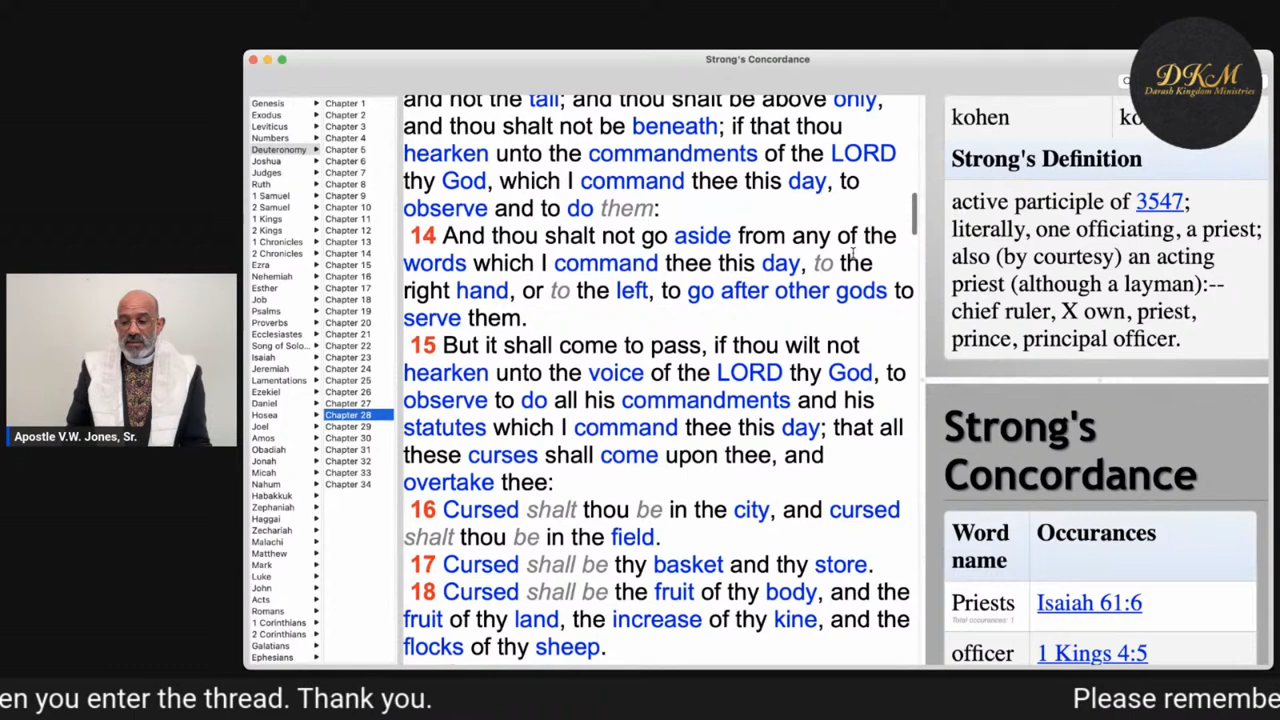 Strong's Concordance
DKM
Darash Kingdom Ministries
Genesis
Exodus
Leviticus
Numbers
Deuteronomy
Joshua
Judges
Ruth
1 Samuel
2 Samuel
1 Kings
2 Kings
1 Chronicles
2 Chronicles
Ezra
Nehemiah
Esther
Job
Psalms
Proverbs
Ecclesiastes
Song of Solo...
Isaiah
Jeremiah
Lamentations
Ezekiel
Daniel
Hosea
Joel
Amos
Obadiah
Jonah
Micah
Nahum
Habakkuk
Zephaniah
Haggai
Zechariah
Malachi
Matthew
Mark
Luke
John
Acts
Romans
1 Corinthians
2 Corinthians
Galatians
Ephesians
Chapter 1
Chapter 2
Chapter 3
Chapter 4
Chapter 5
Chapter 6
Chapter 7
Chapter 8
Chapter 9
Chapter 10
Chapter 11
Chapter 12
Chapter 13
Chapter 14
Chapter 15
Chapter 16
Chapter 17
Chapter 18
Chapter 19
Chapter 20
Chapter 21
Chapter 22
Chapter 23
Chapter 24
Chapter 25
Chapter 26
Chapter 27
Chapter 28
Chapter 29
Chapter 30
Chapter 31
Chapter 32
Chapter 33
Chapter 34
and not the tail; and thou shalt be above only,
and thou shalt not be beneath; if that thou
hearken unto the commandments of the LORD
thy God, which I command thee this day, to
observe and to do them:
14 And thou shalt not go aside from any of the
words which I command thee this day, to the
right hand, or to the left, to go after other gods to
serve them.
15 But it shall come to pass, if thou wilt not
hearken unto the voice of the LORD thy God, to
observe to do all his commandments and his
statutes which I command thee this day; that all
these curses shall come upon thee, and
overtake thee:
16 Cursed shalt thou be in the city, and cursed
shalt thou be in the field.
17 Cursed shall be thy basket and thy store.
18 Cursed shall be the fruit of thy body, and the
fruit of thy land, the increase of thy kine, and the
flocks of thy sheep.
kohen
Strong's Definition
active participle of 3547;
literally, one officiating, a priest;
also (by courtesy) an acting
priest (although a layman):--
chief ruler, X own, priest,
prince, principal officer.
Strong's
Concordance
Word name Occurances
Priests Isaiah 61:6
Total occurances: 1
officer 1 Kings 4:5
Apostle V.W. Jones, Sr.
en you enter the thread. Thank you. Please remembe